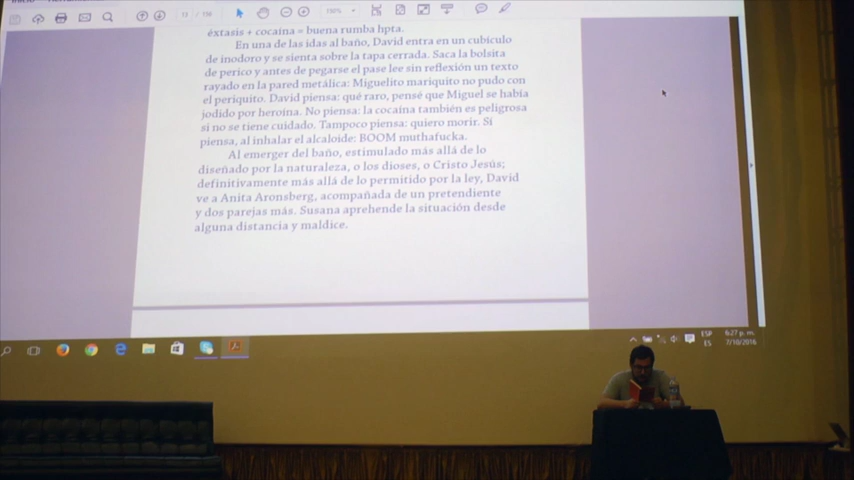 13 / 156
150%
éxtasis + cocaína = buena rumba hpta.
En una de las idas al baño, David entra en un cubículo
de inodoro y se sienta sobre la tapa cerrada. Saca la bolsita
de perico y antes de pegarse el pase lee sin reflexión un texto
rayado en la pared metálica: Miguelito mariquito no pudo con
el periquito. David piensa: qué raro, pensé que Miguel se había
jodido por heroína. No piensa: la cocaína también es peligrosa
si no se tiene cuidado. Tampoco piensa: quiero morir. Sí
piensa, al inhalar el alcaloide: BOOM muthafucka.
Al emerger del baño, estimulado más allá de lo
diseñado por la naturaleza, o los dioses, o Cristo Jesús;
definitivamente más allá de lo permitido por la ley, David
ve a Anita Aronsberg, acompañada de un pretendiente
y dos parejas más. Susana aprehende la situación desde
alguna distancia y maldice.
ESP
ES
6:27 p. m.
7/10/2016